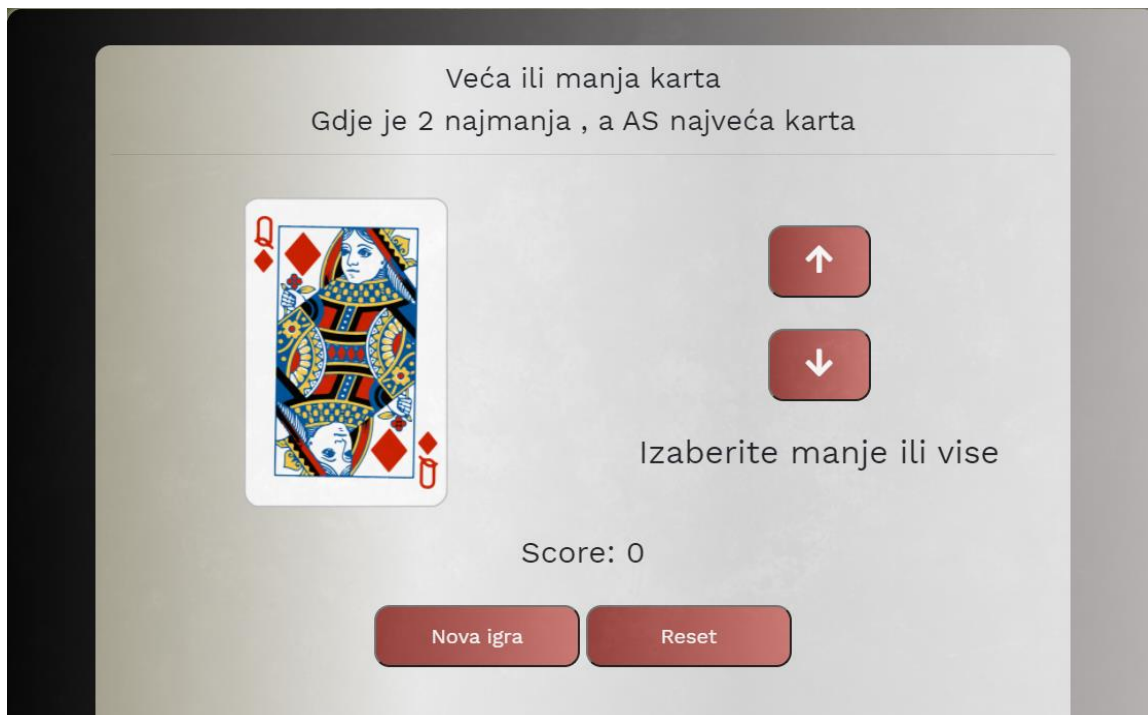 Veća ili manja karta
Gdje je 2 najmanja , a AS najveća karta
Q
Q
Izaberite manje ili vise
Score: 0
Nova igra
Reset